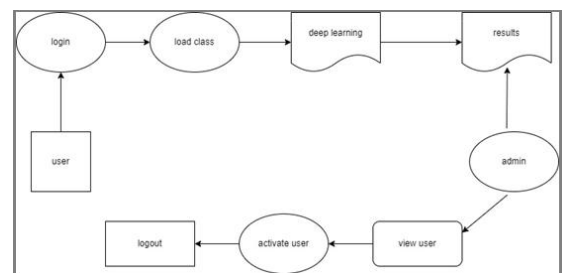 login
load class
deep learning
results
user
admin
logout
activate user
view user